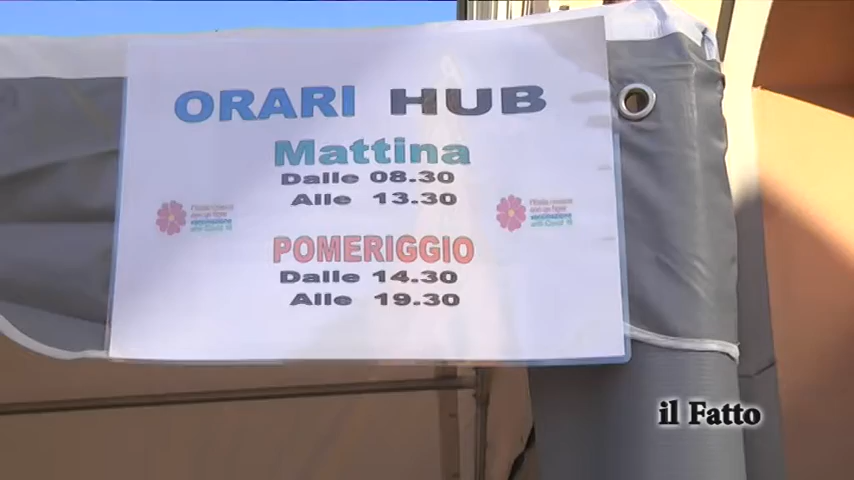 ORARI HUB
Mattina
Dalle 08.30
Alle 13.30
POMERIGGIO
Dalle 14.30
Alle 19.30
il Fatto